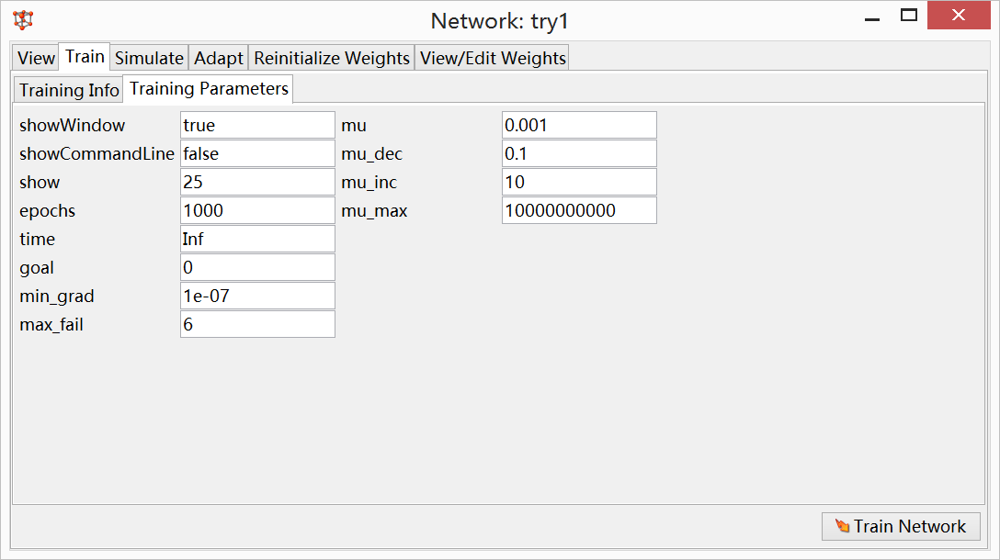 Network: try1
View Train Simulate Adapt Reinitialize Weights View/Edit Weights
Training Info Training Parameters
showWindow true mu 0.001
showCommandLine false mu_dec 0.1
show 25 mu_inc 10
epochs 1000 mu_max 10000000000
time Inf
goal 0
min_grad 1e-07
max_fail 6
Train Network